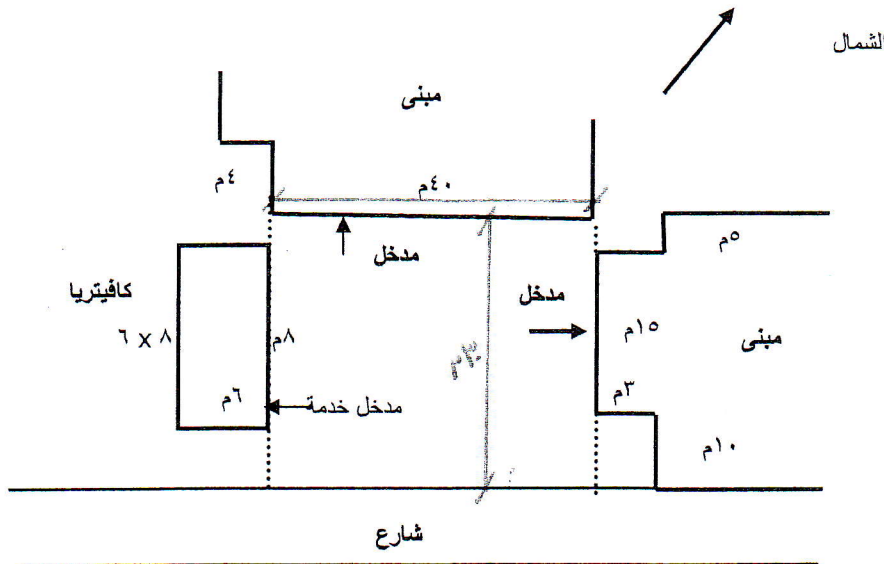 الشمال
مبنى
٤م
٤٠م
مدخل
٥م
كافيتريا
٨ X ٦
٨م
٦م
مدخل خدمة
مدخل
١٥م
مبنى
٣م
١٠م
شارع